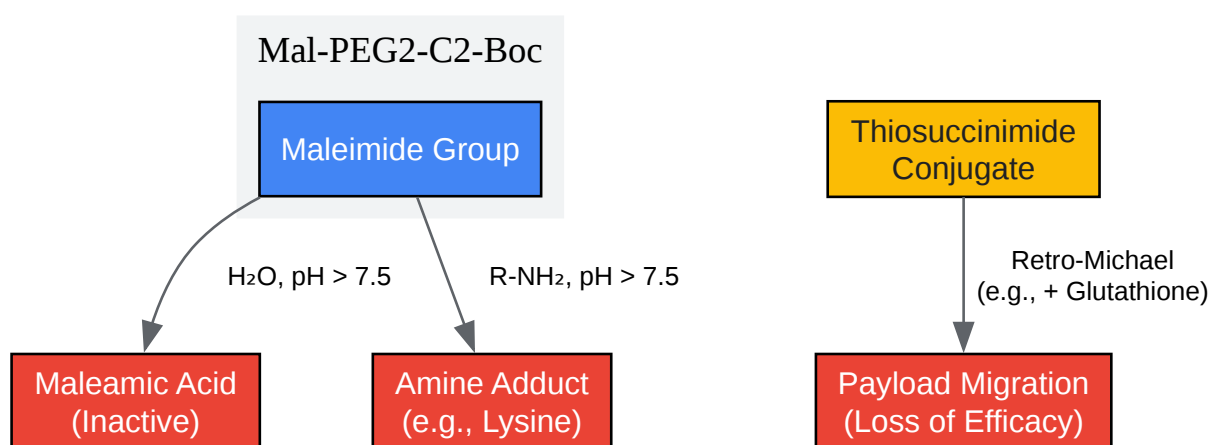 Mal-PEG2-C2-Boc
Maleimide Group
Thiosuccinimide
Conjugate
H₂O, pH > 7.5
R-NH₂, pH > 7.5
Retro-Michael
(e.g., + Glutathione)
Maleamic Acid
(Inactive)
Amine Adduct
(e.g., Lysine)
Payload Migration
(Loss of Efficacy)